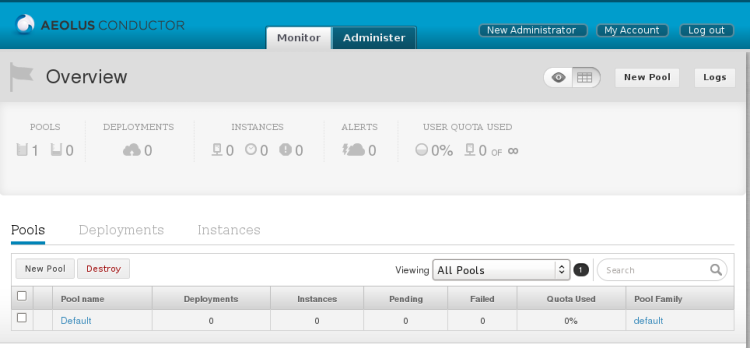 AEOLUS CONDUCTOR
Monitor Administer
New Administrator My Account Log out
Overview
New Pool Logs
POOLS DEPLOYMENTS INSTANCES ALERTS USER QUOTA USED
1 0 0 0 0 0 0 0% 0 OF ∞
Pools Deployments Instances
New Pool Destroy Viewing All Pools 1 Search
Pool name Deployments Instances Pending Failed Quota Used Pool Family
Default 0 0 0 0 0% default